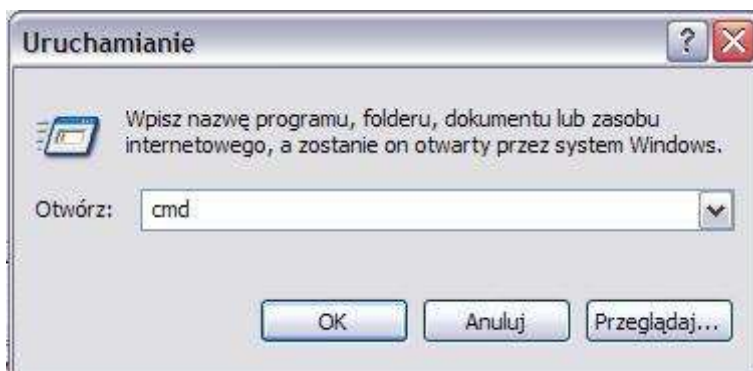 Uruchamianie
?
Wpisz nazwę programu, folderu, dokumentu lub zasobu
internetowego, a zostanie on otwarty przez system Windows.
Otwórz: cmd
OK Anuluj Przeglądaj...